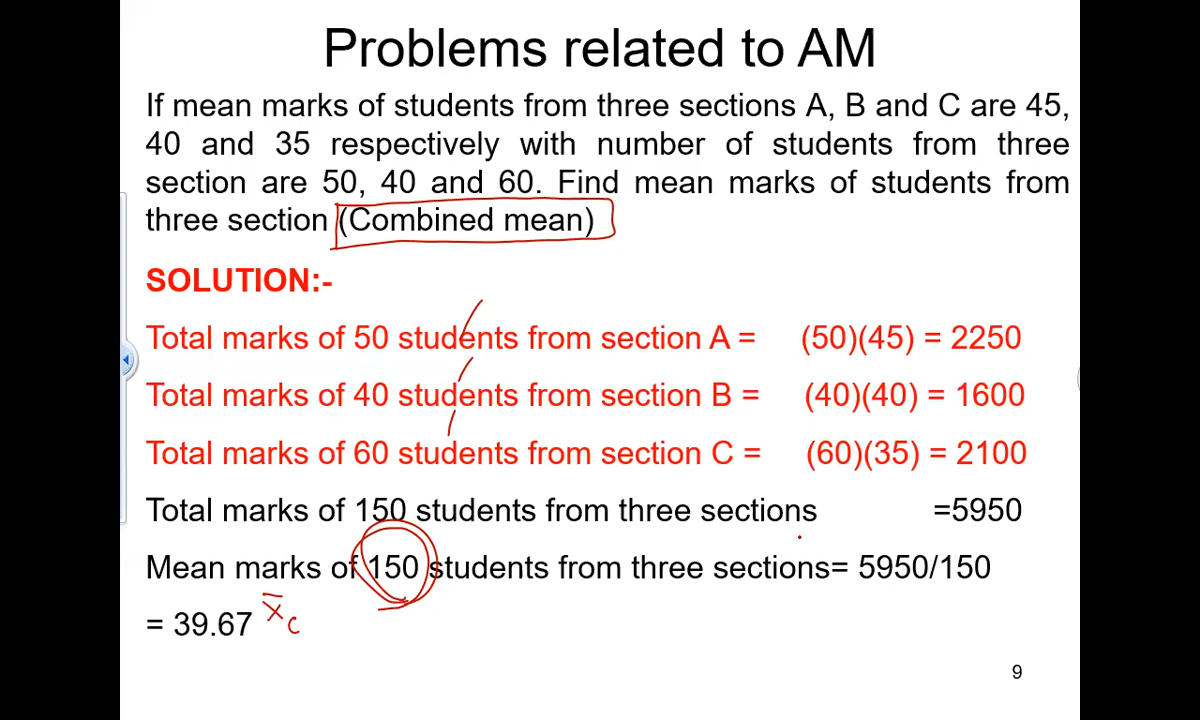 Problems related to AM
If mean marks of students from three sections A, B and C are 45,
40 and 35 respectively with number of students from three
section are 50, 40 and 60. Find mean marks of students from
three section (Combined mean)
SOLUTION:-
Total marks of 50 students from section A = (50)(45) = 2250
Total marks of 40 students from section B = (40)(40) = 1600
Total marks of 60 students from section C = (60)(35) = 2100
Total marks of 150 students from three sections =5950
Mean marks of 150 students from three sections= 5950/150
= 39.67 x̄c
9